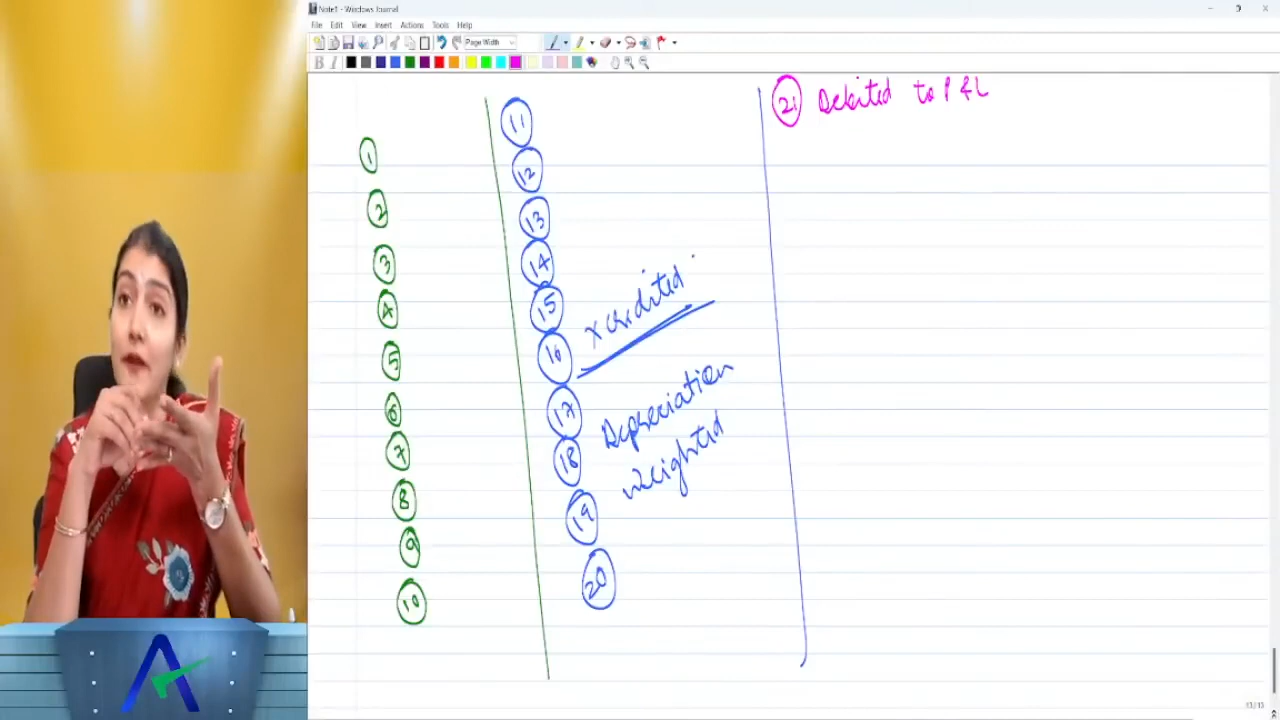 Note1 - Windows Journal
File Edit View Insert Actions Tools Help
Page Width
B I
1
2
3
4
5
6
7
8
9
10
11
12
13
14
15
16
x credited
17
Depreciation
18
weighted
19
20
21 Debited to P & L
13/13